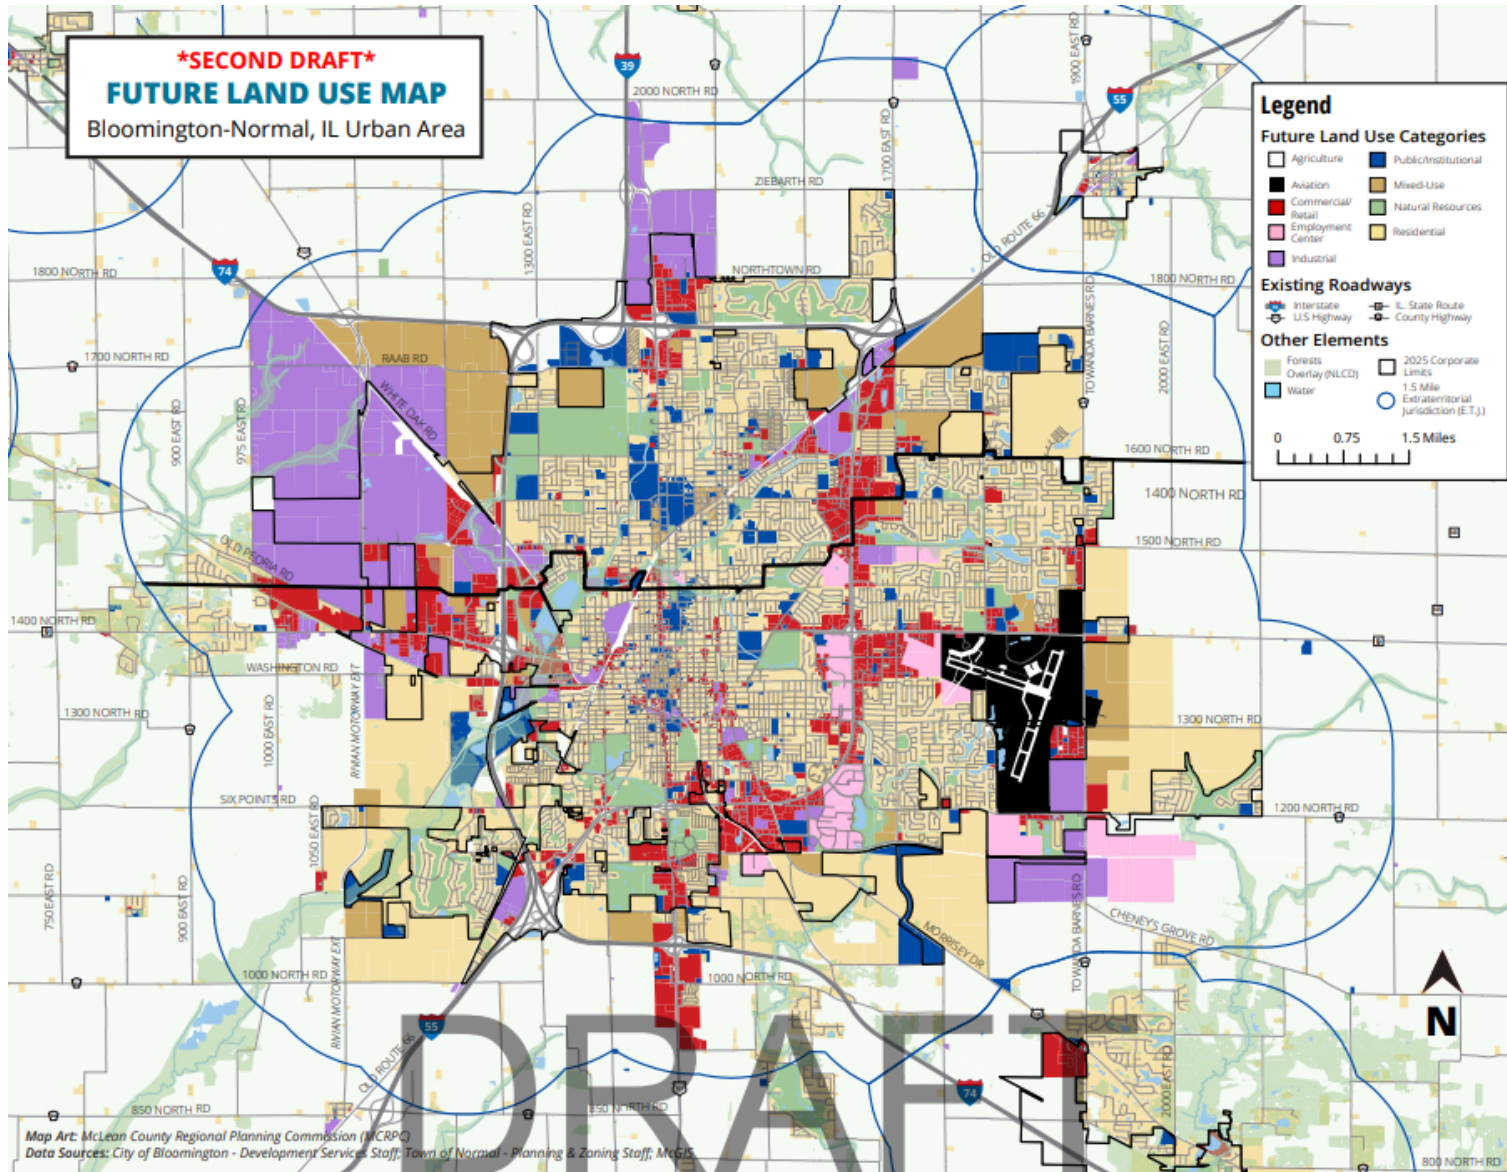 *SECOND DRAFT*
FUTURE LAND USE MAP
Bloomington-Normal, IL Urban Area
Legend
Future Land Use Categories
Agriculture
Public/Institutional
Aviation
Mixed-Use
Commercial/
Retail
Natural Resources
Employment
Center
Residential
Industrial
Existing Roadways
Interstate
IL. State Route
U.S Highway
County Highway
Other Elements
Forests
Overlay (NLCD)
2025 Corporate
Limits
Water
1.5 Mile
Extraterritorial
Jurisdiction (E.T.J.)
0 0.75 1.5 Miles
39
2000 NORTH RD
1900 EAST RD
55
1700 EAST RD
ZIEBARTH RD
1300 EAST RD
OLD ROUTE 66
74
1800 NORTH RD
NORTHTOWN RD
1800 NORTH RD
TOWANDA BARNES RD
1700 NORTH RD
RAAB RD
2000 EAST RD
WHITE OAK RD
900 EAST RD
975 EAST RD
1600 NORTH RD
1400 NORTH RD
1500 NORTH RD
OLD PEORIA RD
1400 NORTH RD
WASHINGTON RD
RIVIAN MOTORWAY EXT
1300 NORTH RD
1000 EAST RD
1300 NORTH RD
SIX POINTS RD
1050 EAST RD
1200 NORTH RD
750 EAST RD
900 EAST RD
TOWANDA BARNES RD
CHENEY'S GROVE RD
MORRISEY DR
1000 NORTH RD
RIVIAN MOTORWAY EXT
1000 NORTH RD
N
55
OLD ROUTE 66
DRAFT
74
2000 EAST RD
850 NORTH RD
850 NORTH RD
800 NORTH RD
Map Art: McLean County Regional Planning Commission (MCRPC)
Data Sources: City of Bloomington - Development Services Staff; Town of Normal - Planning & Zoning Staff; McGIS